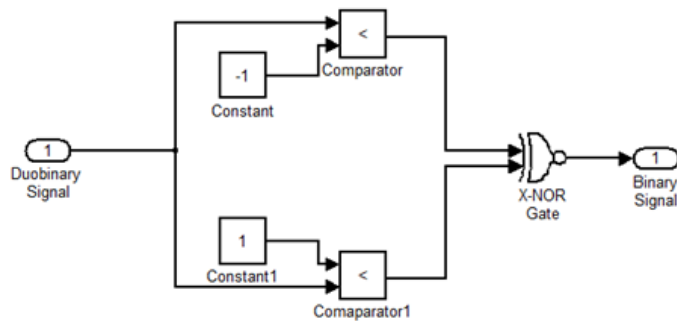 <
-1
Comparator
Constant
1
Duobinary
Signal
X-NOR
Gate
1
Binary
Signal
1
Constant1
<
Comaparator1